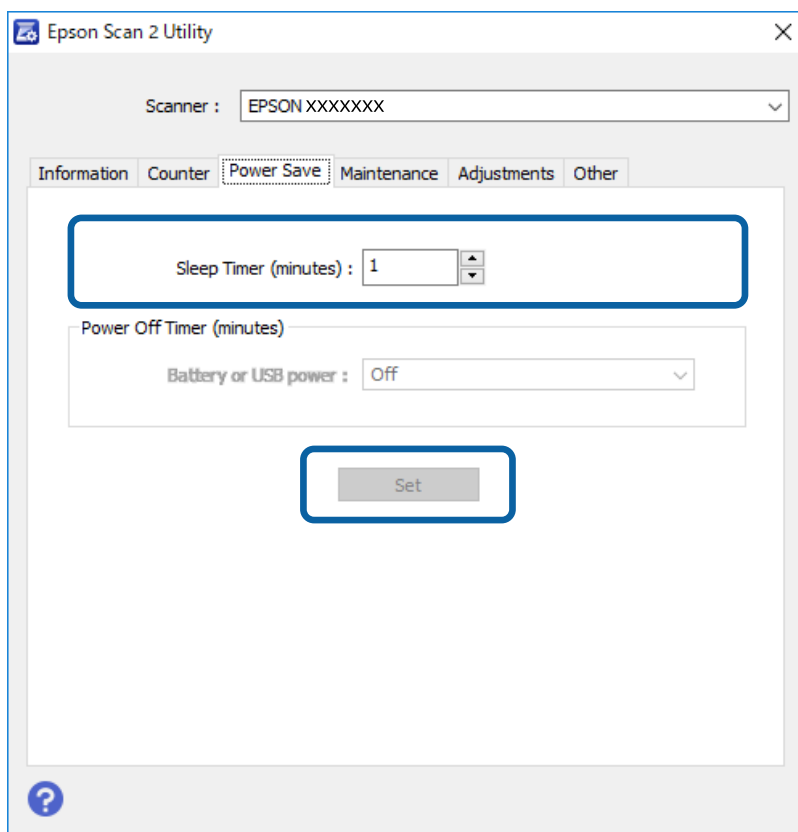 Epson Scan 2 Utility
Scanner : EPSON XXXXXXX
Information Counter Power Save Maintenance Adjustments Other
Sleep Timer (minutes) : 1
Power Off Timer (minutes)
Battery or USB power : Off
Set
?